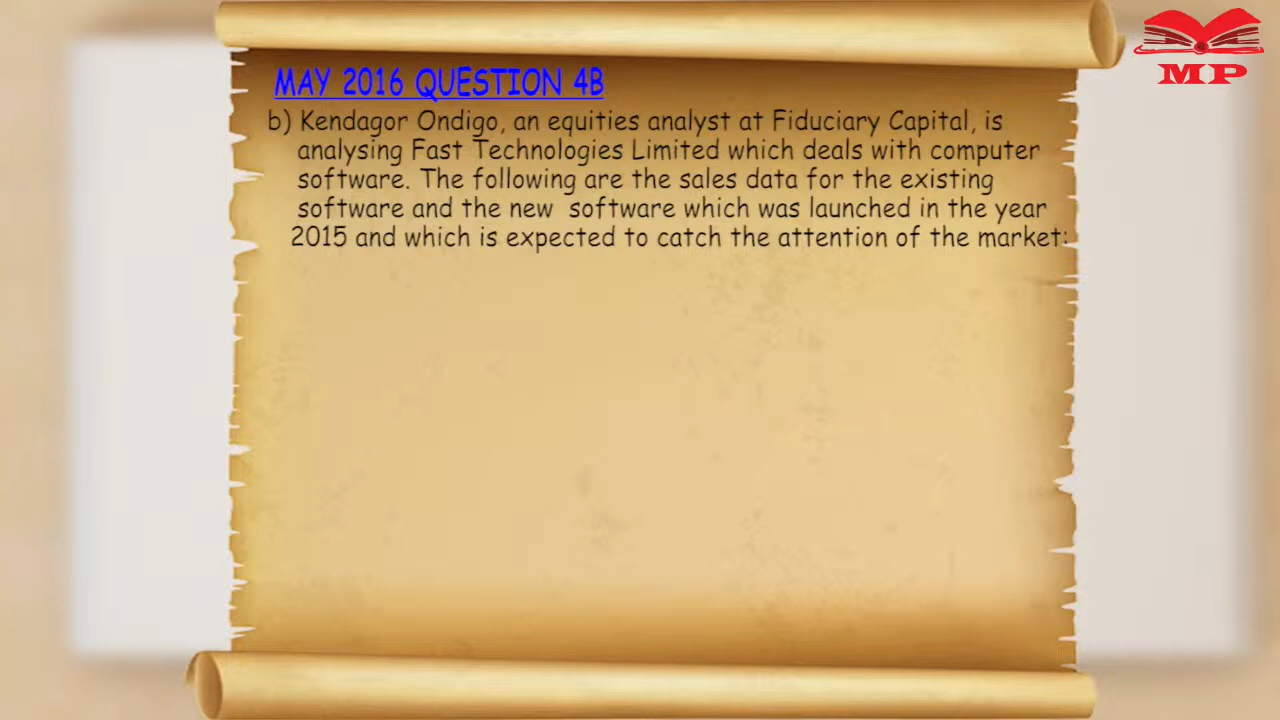 MP
MAY 2016 QUESTION 4B
b) Kendagor Ondigo, an equities analyst at Fiduciary Capital, is
analysing Fast Technologies Limited which deals with computer
software. The following are the sales data for the existing
software and the new software which was launched in the year
2015 and which is expected to catch the attention of the market: